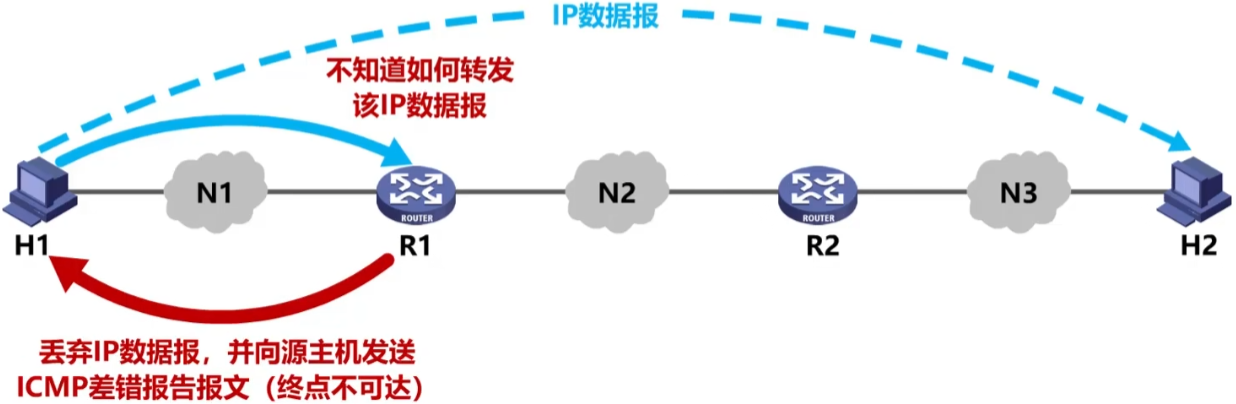 IP数据报
不知道如何转发
该IP数据报
N1
N2
N3
ROUTER
ROUTER
H1
R1
R2
H2
丢弃IP数据报，并向源主机发送
ICMP差错报告报文（终点不可达）